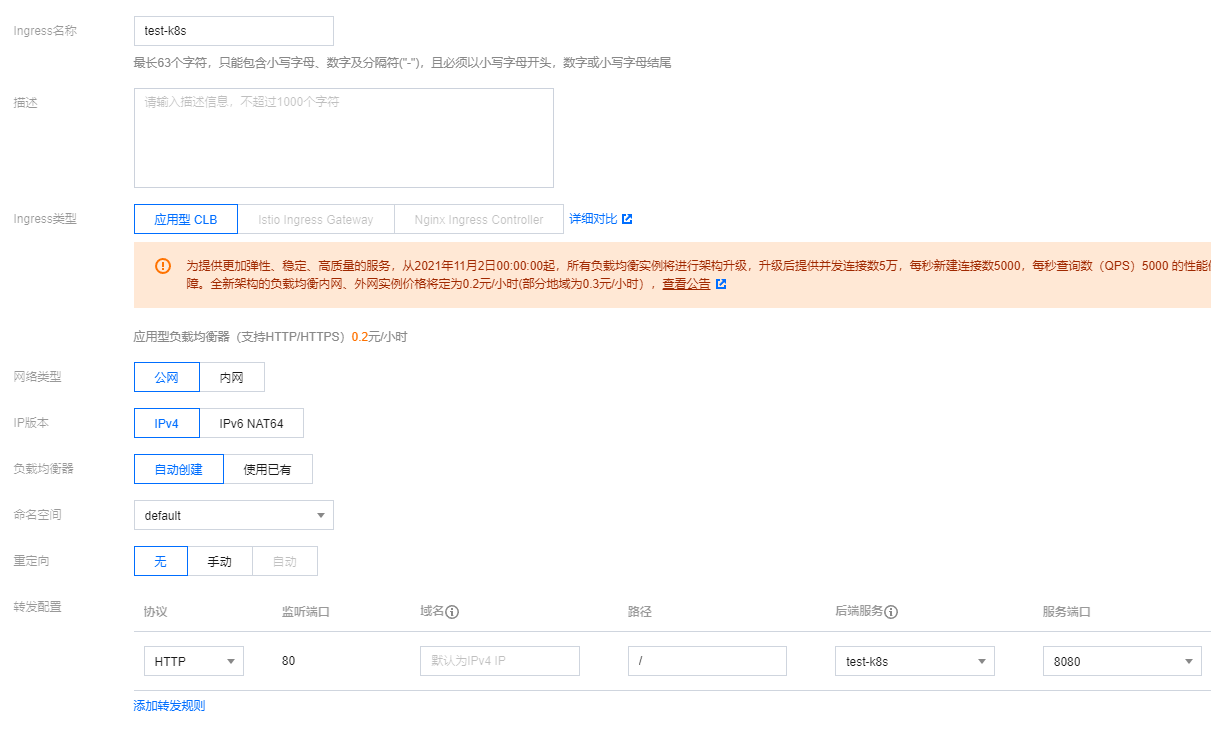 Ingress名称 test-k8s
最长63个字符，只能包含小写字母、数字及分隔符("-")，且必须以小写字母开头，数字或小写字母结尾
描述 请输入描述信息，不超过1000个字符
Ingress类型 应用型 CLB Istio Ingress Gateway Nginx Ingress Controller 详细对比
为提供更加弹性、稳定、高质量的服务，从2021年11月2日00:00:00起，所有负载均衡实例将进行架构升级，升级后提供并发连接数5万，每秒新建连接数5000，每秒查询数（QPS）5000 的性能
障。全新架构的负载均衡内网、外网实例价格将定为0.2元/小时(部分地域为0.3元/小时），查看公告
应用型负载均衡器（支持HTTP/HTTPS）0.2元/小时
网络类型 公网 内网
IP版本 IPv4 IPv6 NAT64
负载均衡器 自动创建 使用已有
命名空间 default
重定向 无 手动 自动
转发配置 协议 监听端口 域名 路径 后端服务 服务端口
HTTP 80 默认为IPv4 IP / test-k8s 8080
添加转发规则